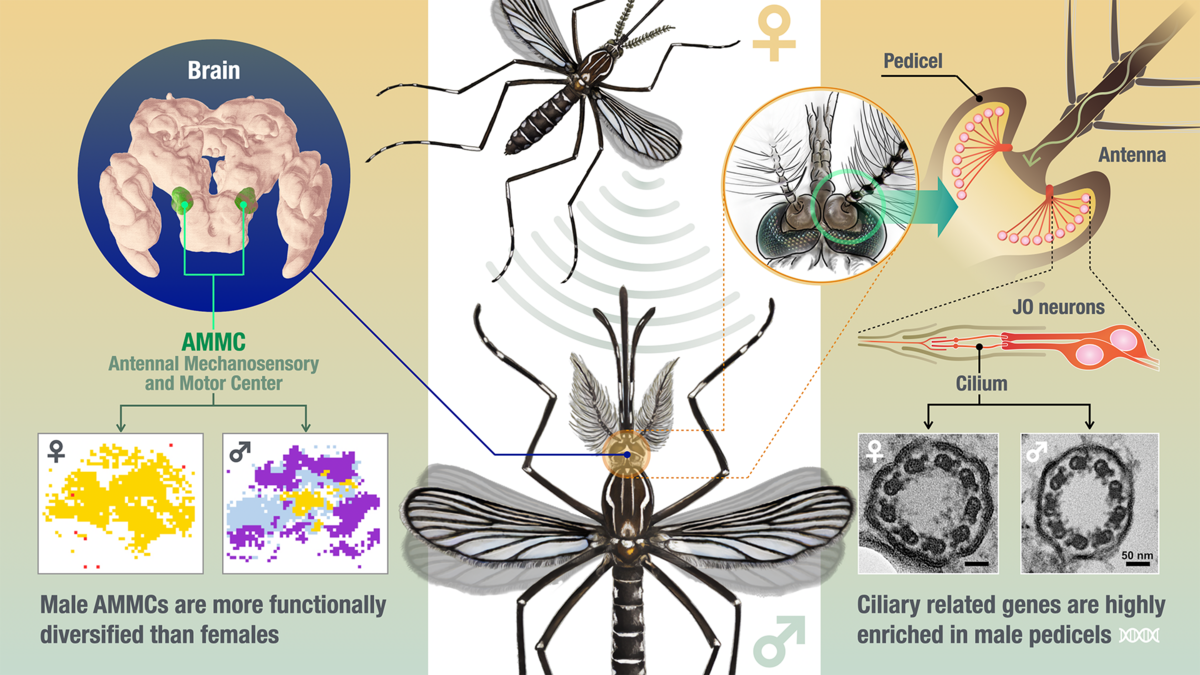 Brain
AMMC
Antennal Mechanosensory
and Motor Center
♀
♂
Male AMMCs are more functionally
diversified than females
♀
♂
Pedicel
Antenna
JO neurons
Cilium
♀
♂
50 nm
Ciliary related genes are highly
enriched in male pedicels